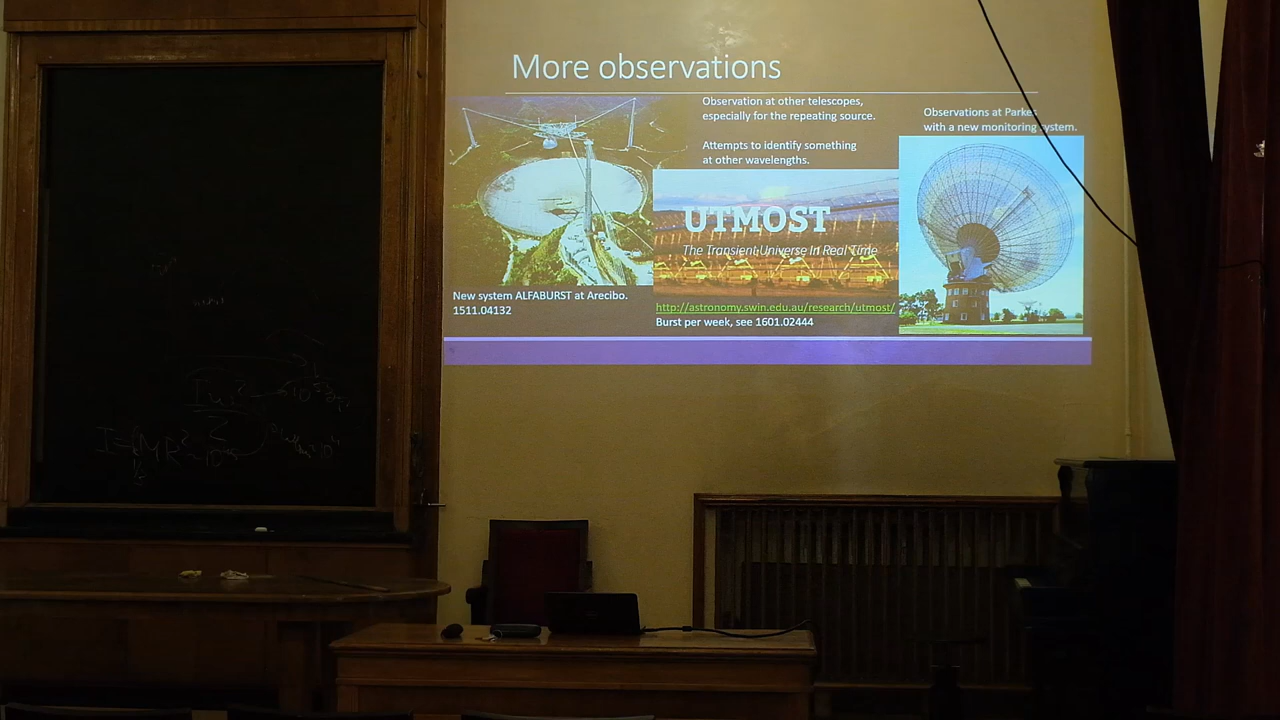 More observations
Observation at other telescopes,
especially for the repeating source.
Attempts to identify something
at other wavelengths.
Observations at Parkes
with a new monitoring system.
UTMOST
The Transient Universe In Real Time
New system ALFABURST at Arecibo.
1511.04132
http://astronomy.swin.edu.au/research/utmost/
Burst per week, see 1601.02444